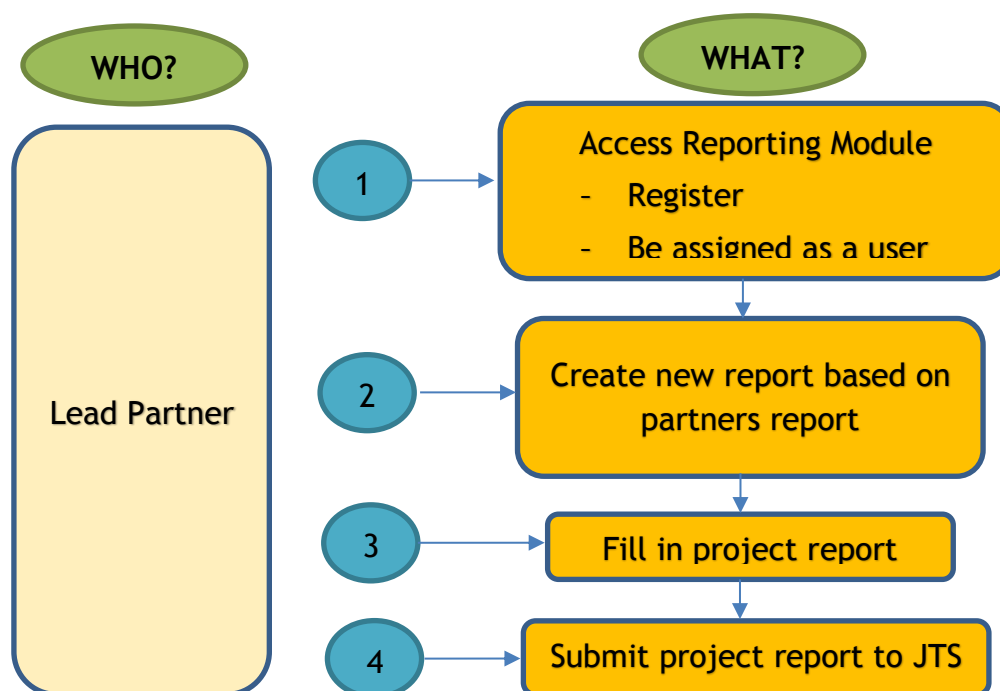 WHO?
WHAT?
Lead Partner
1
Access Reporting Module
- Register
- Be assigned as a user
2
Create new report based on
partners report
3
Fill in project report
4
Submit project report to JTS